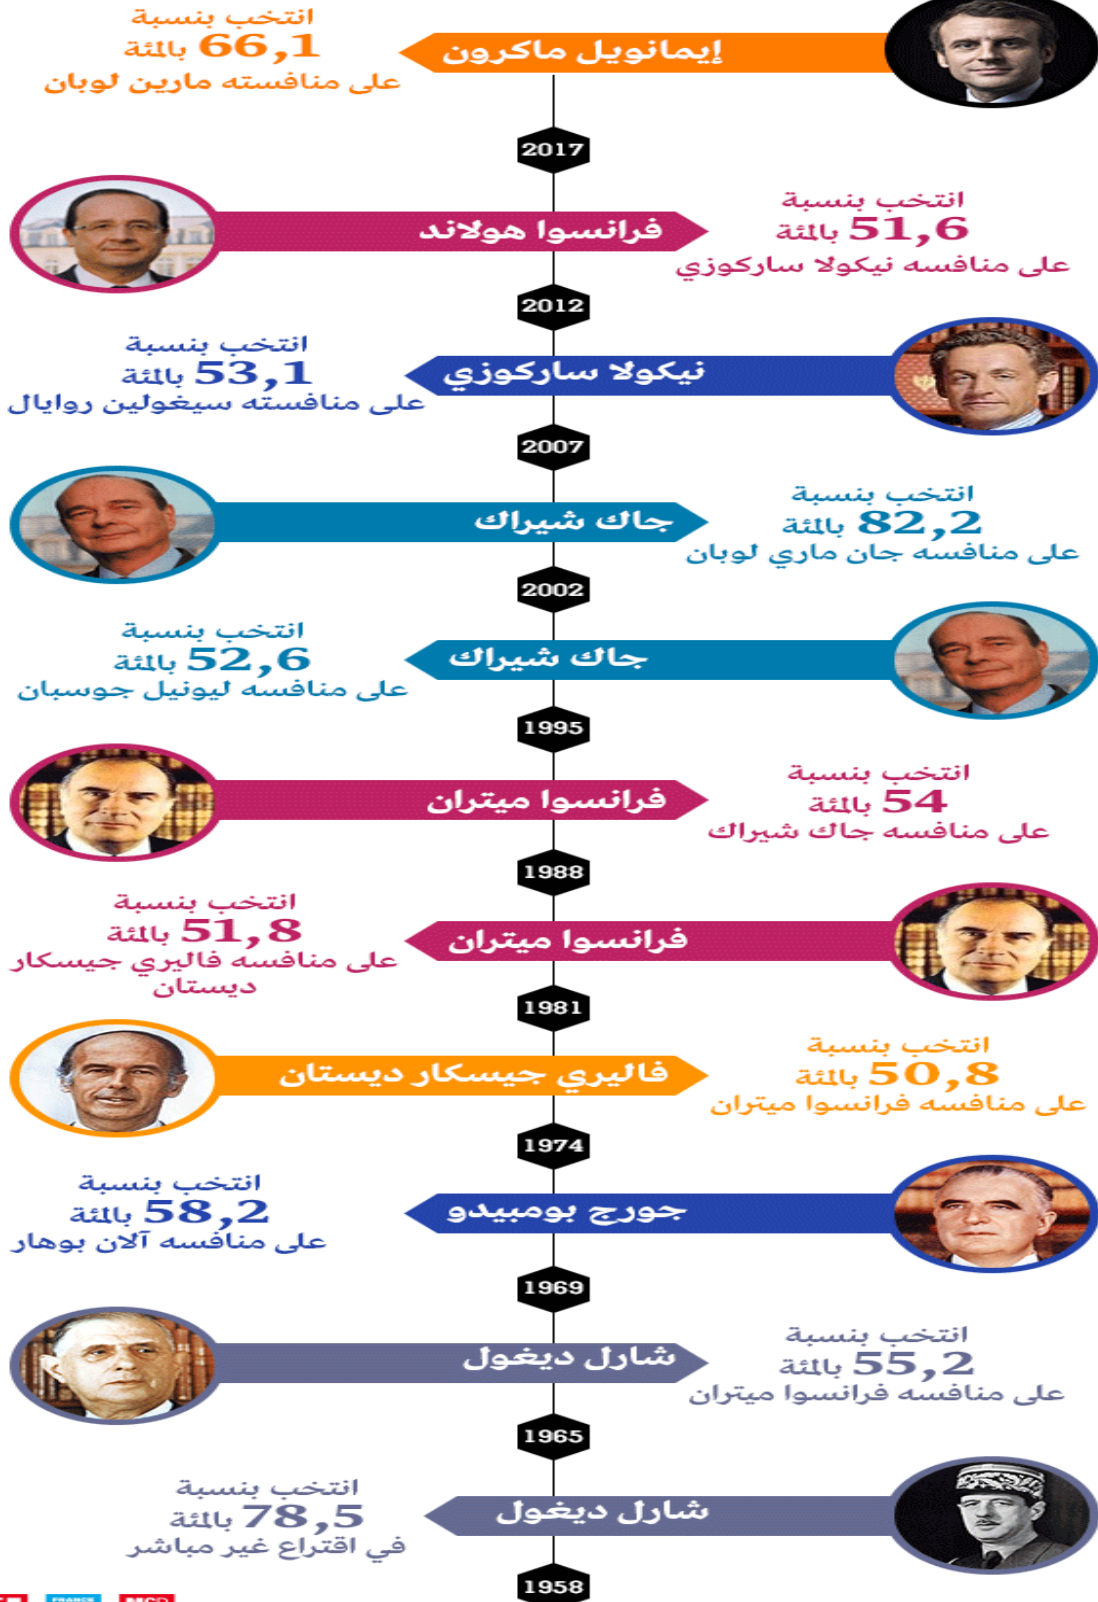 انتخب بنسبة
66,1 بالمئة
على منافسته مارين لوبان
إيمانويل ماكرون
2017
فرانسوا هولاند
انتخب بنسبة
51,6 بالمئة
على منافسه نيكولا ساركوزي
2012
انتخب بنسبة
53,1 بالمئة
على منافسته سيغولين روايال
نيكولا ساركوزي
2007
جاك شيراك
انتخب بنسبة
82,2 بالمئة
على منافسه جان ماري لوبان
2002
انتخب بنسبة
52,6 بالمئة
على منافسه ليونيل جوسبان
جاك شيراك
1995
فرانسوا ميتران
انتخب بنسبة
54 بالمئة
على منافسه جاك شيراك
1988
انتخب بنسبة
51,8 بالمئة
على منافسه فاليري جيسكار
ديستان
فرانسوا ميتران
1981
فاليري جيسكار ديستان
انتخب بنسبة
50,8 بالمئة
على منافسه فرانسوا ميتران
1974
انتخب بنسبة
58,2 بالمئة
على منافسه آلان بوهار
جورج بومبيدو
1969
شارل ديغول
انتخب بنسبة
55,2 بالمئة
على منافسه فرانسوا ميتران
1965
انتخب بنسبة
78,5 بالمئة
في اقتراع غير مباشر
شارل ديغول
1958
FRANCE